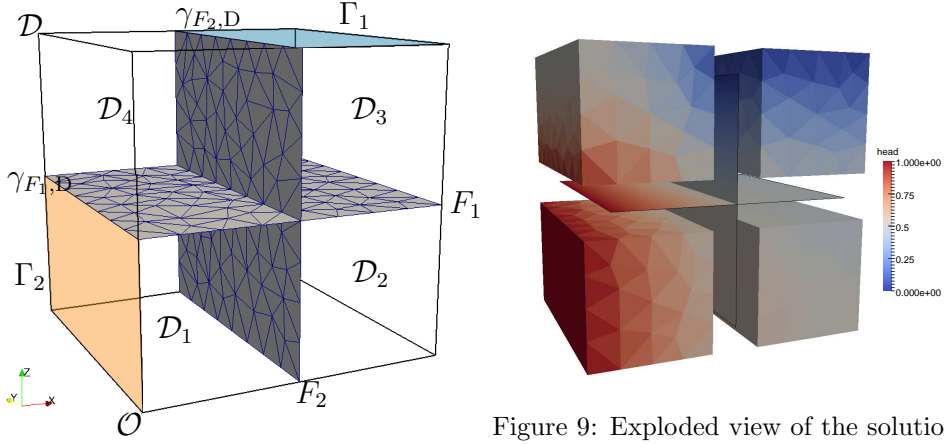 𝒟
γ_{F_2,D}
Γ_1
𝒟_4
𝒟_3
γ_{F_1,D}
F_1
Γ_2
𝒟_2
𝒟_1
F_2
𝒪
Z
Y
X
head
1.000e+00
0.75
0.5
0.25
0.000e+00
Figure 9: Exploded view of the solutio